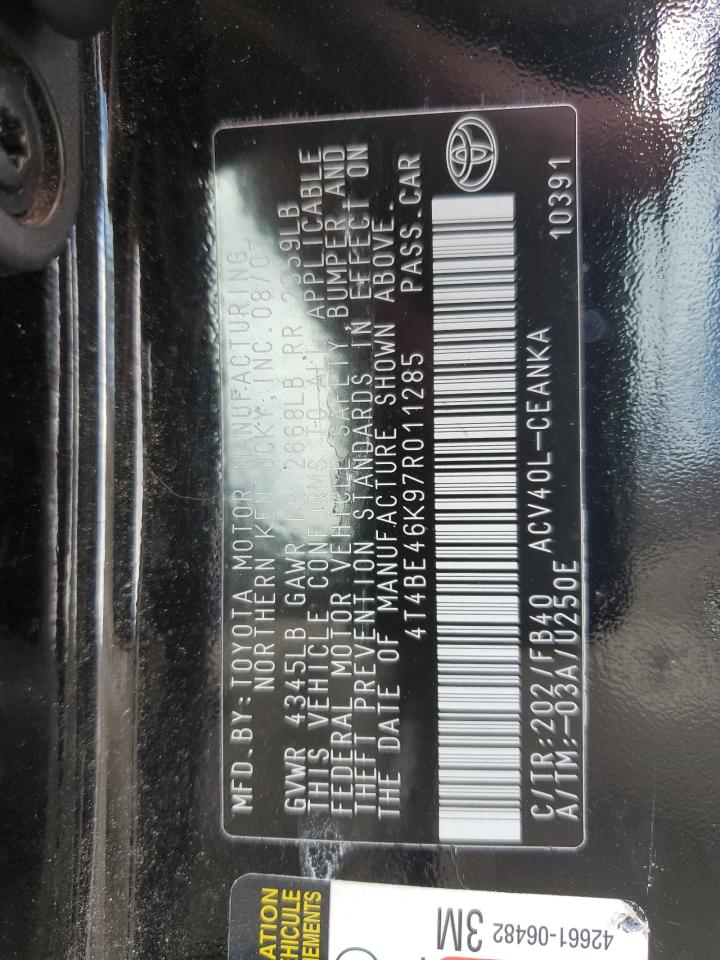 MFD.BY:TOYOTA MOTOR MANUFACTURING
NORTHERN KENTUCKY,INC.08/07
GVWR 4345LB GAWR FR 2668LB RR 2359LB
THIS VEHICLE CONFORMS TO ALL APPLICABLE
FEDERAL MOTOR VEHICLE SAFETY,BUMPER AND
THEFT PREVENTION STANDARDS IN EFFECT ON
THE DATE OF MANUFACTURE SHOWN ABOVE.
4T4BE46K97R011285 PASS.CAR
C/TR:202/FB40 ACV40L-CEANKA 10391
A/TM:-03A/U250E
3M
42661-06482